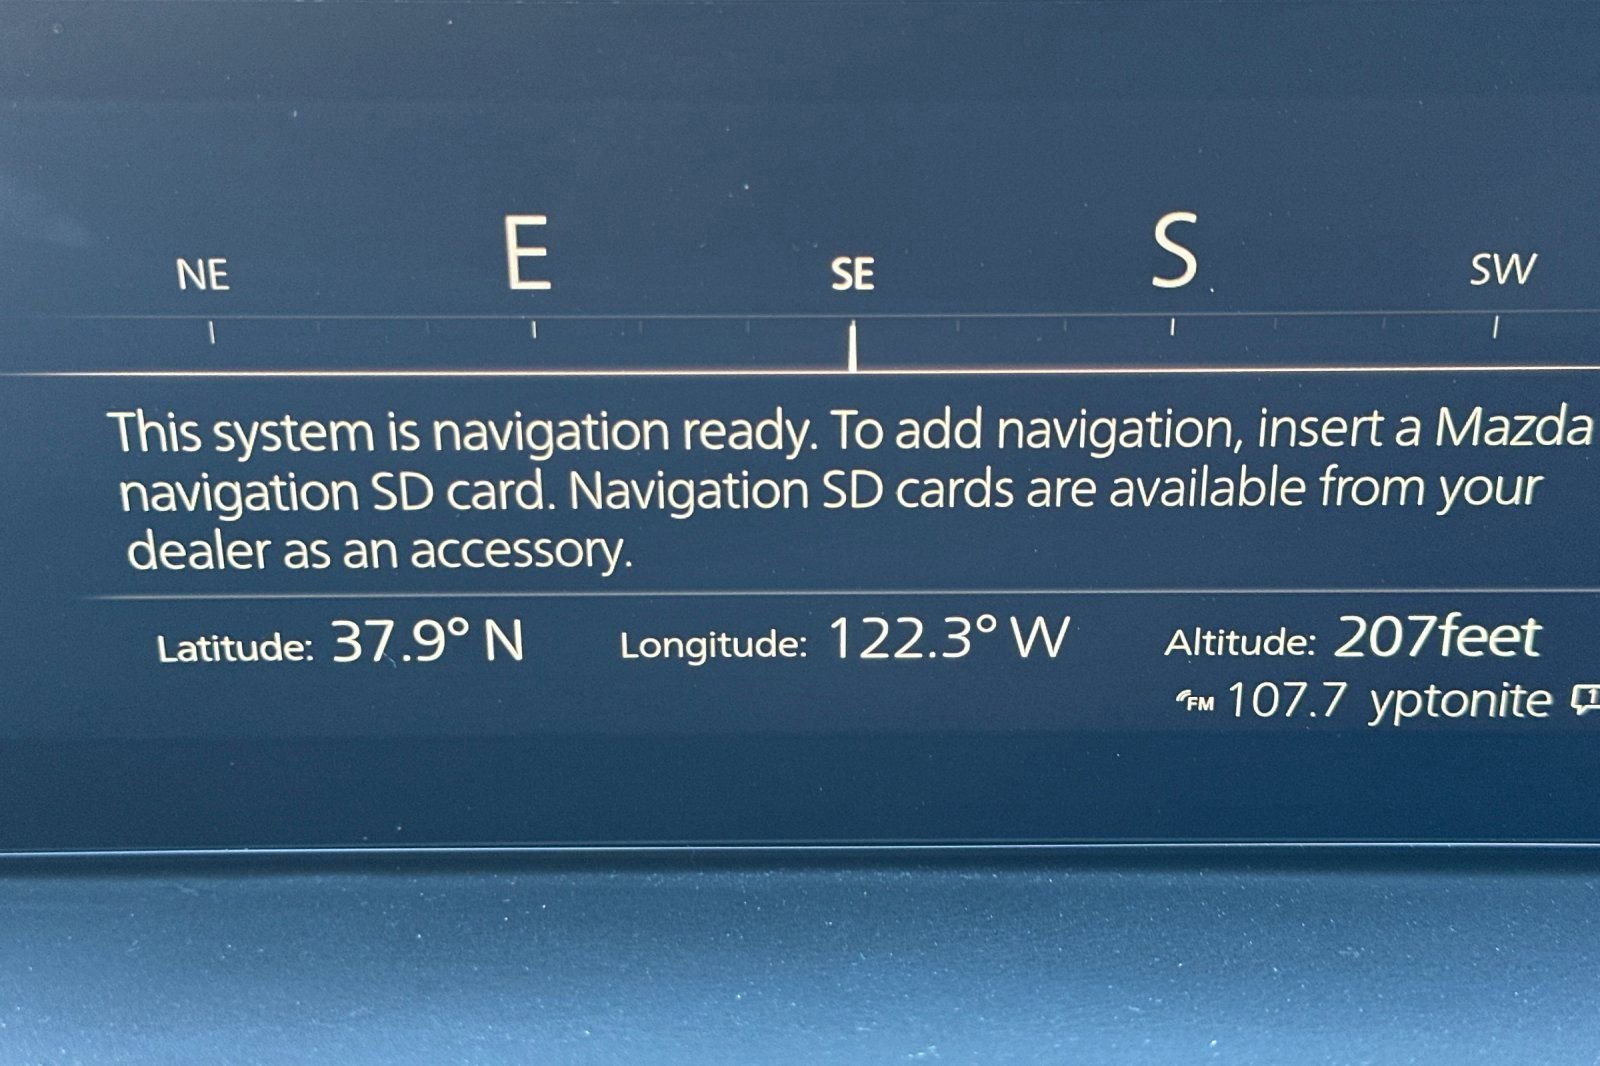 NE E SE S SW
This system is navigation ready. To add navigation, insert a Mazda
navigation SD card. Navigation SD cards are available from your
dealer as an accessory.
Latitude: 37.9° N Longitude: 122.3° W Altitude: 207feet
FM 107.7 yptonite 1